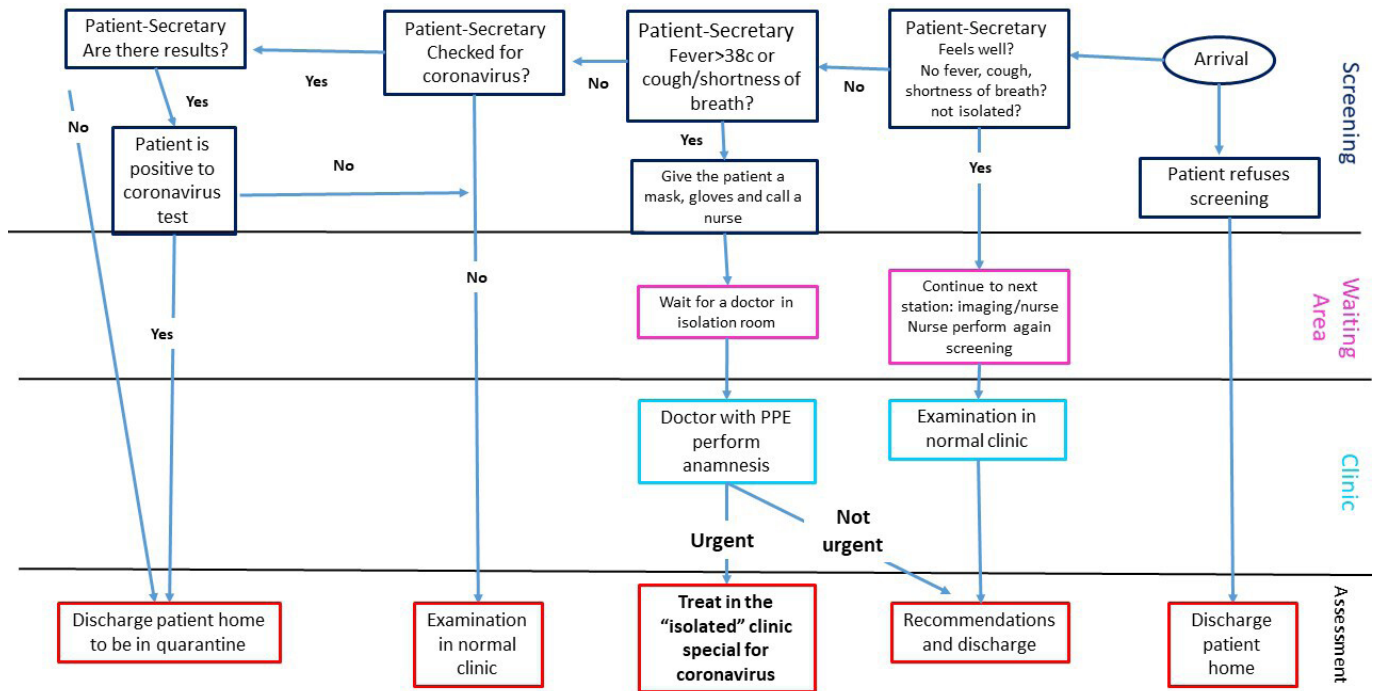 Patient-Secretary
Are there results?
Patient-Secretary
Checked for
coronavirus?
Patient-Secretary
Fever>38c or
cough/shortness of
breath?
Patient-Secretary
Feels well?
No fever, cough,
shortness of breath?
not isolated?
Arrival
Screening
Yes
No
No
Yes
No
Yes
Yes
Patient is
positive to
coronavirus
test
No
Give the patient a
mask, gloves and call a
nurse
Patient refuses
screening
Yes
No
Wait for a doctor in
isolation room
Continue to next
station: imaging/nurse
Nurse perform again
screening
Waiting
Area
Doctor with PPE
perform
anamnesis
Examination in
normal clinic
Clinic
Urgent
Not
urgent
Discharge patient home
to be in quarantine
Examination
in normal
clinic
Treat in the
“isolated” clinic
special for
coronavirus
Recommendations
and discharge
Discharge
patient
home
Assessment